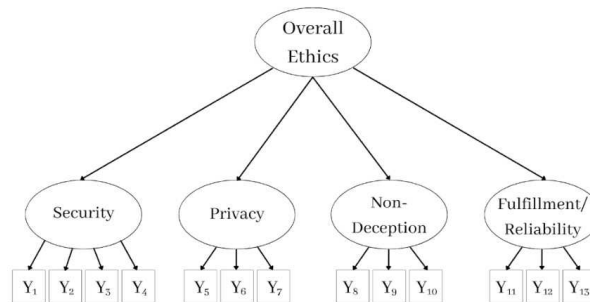 Overall
Ethics
Security
Privacy
Non-
Deception
Fulfillment/
Reliability
Y₁ Y₂ Y₃ Y₄ Y₅ Y₆ Y₇ Y₈ Y₉ Y₁₀ Y₁₁ Y₁₂ Y₁₃